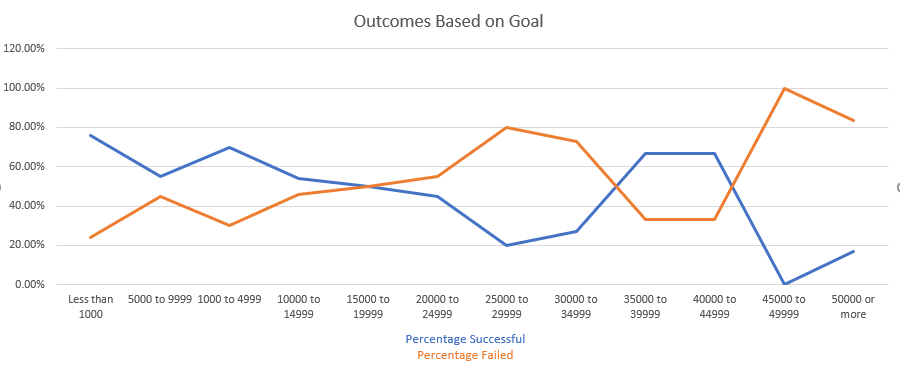 Outcomes Based on Goal
120.00%
100.00%
80.00%
60.00%
40.00%
20.00%
0.00%
Less than
1000
5000 to 9999
1000 to 4999
10000 to
14999
15000 to
19999
20000 to
24999
25000 to
29999
30000 to
34999
35000 to
39999
40000 to
44999
45000 to
49999
50000 or
more
Percentage Successful
Percentage Failed